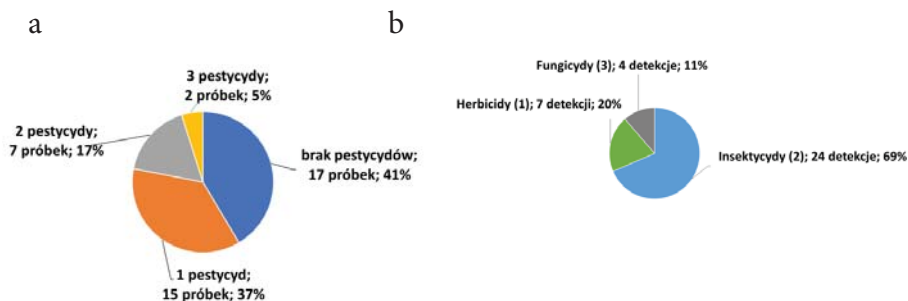 a
3 pestycydy;
2 próbek; 5%
2 pestycydy;
7 próbek; 17%
brak pestycydów;
17 próbek; 41%
1 pestycyd;
15 próbek; 37%
b
Fungicydy (3); 4 detekcje; 11%
Herbicidy (1); 7 detekcji; 20%
Insektycydy (2); 24 detekcje; 69%